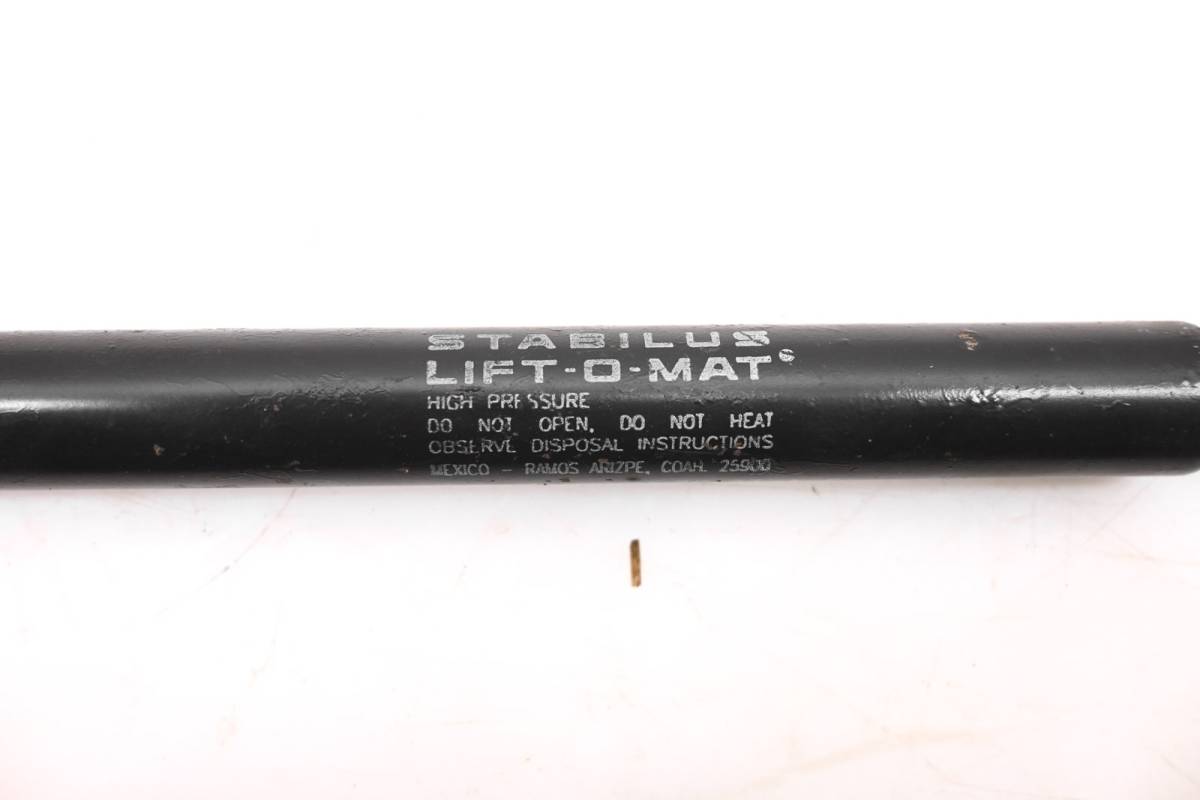 STABILUS
LIFT-O-MAT®
HIGH PRESSURE
DO NOT OPEN, DO NOT HEAT
OBSERVE DISPOSAL INSTRUCTIONS
MEXICO - RAMOS ARIZPE, COAH. 25900